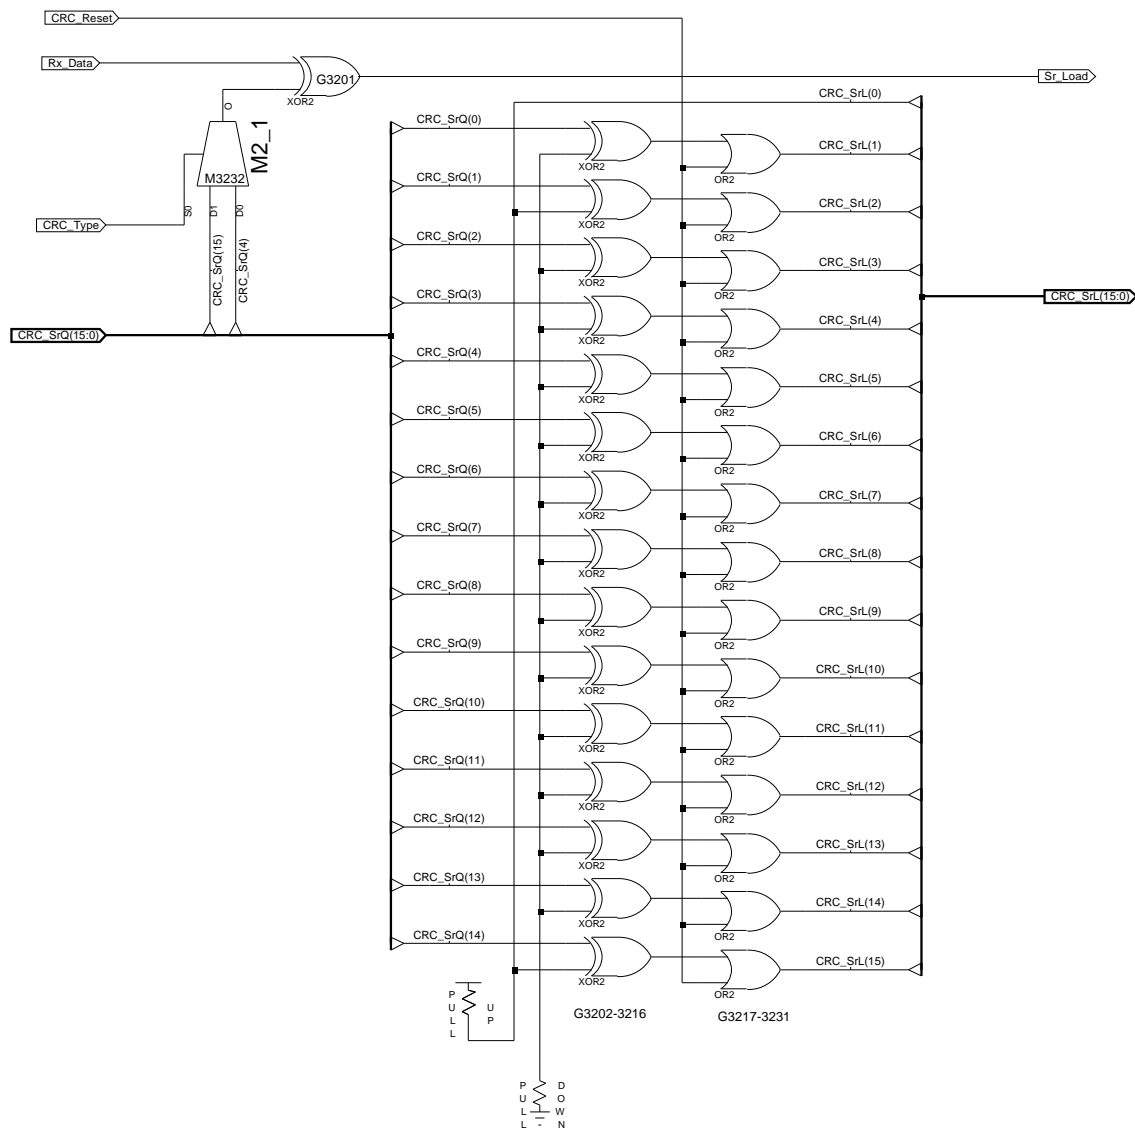 CRC_Reset
Rx_Data
G3201
XOR2
Sr_Load
O
M2_1
M3232
CRC_Type
S0
D1
D0
CRC_SrQ(15)
CRC_SrQ(4)
CRC_SrQ(15:0)
CRC_SrL(15:0)
CRC_SrL(0)
CRC_SrQ(0)
XOR2
OR2
CRC_SrL(1)
CRC_SrQ(1)
XOR2
OR2
CRC_SrL(2)
CRC_SrQ(2)
XOR2
OR2
CRC_SrL(3)
CRC_SrQ(3)
XOR2
OR2
CRC_SrL(4)
CRC_SrQ(4)
XOR2
OR2
CRC_SrL(5)
CRC_SrQ(5)
XOR2
OR2
CRC_SrL(6)
CRC_SrQ(6)
XOR2
OR2
CRC_SrL(7)
CRC_SrQ(7)
XOR2
OR2
CRC_SrL(8)
CRC_SrQ(8)
XOR2
OR2
CRC_SrL(9)
CRC_SrQ(9)
XOR2
OR2
CRC_SrL(10)
CRC_SrQ(10)
XOR2
OR2
CRC_SrL(11)
CRC_SrQ(11)
XOR2
OR2
CRC_SrL(12)
CRC_SrQ(12)
XOR2
OR2
CRC_SrL(13)
CRC_SrQ(13)
XOR2
OR2
CRC_SrL(14)
CRC_SrQ(14)
XOR2
OR2
CRC_SrL(15)
PULL
UP
G3202-3216
G3217-3231
PULL
DOWN